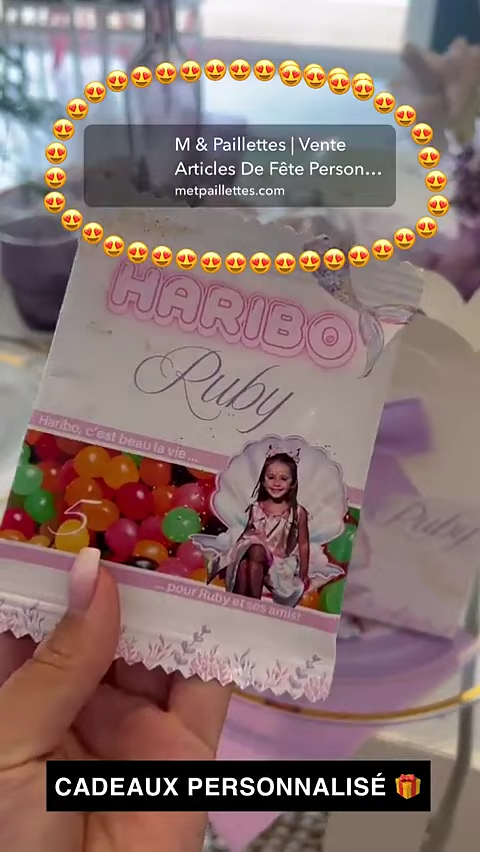 M & Paillettes | Vente
Articles De Fête Person...
metpaillettes.com
HARIBO
Ruby
Haribo, c'est beau la vie ...
5
Ruby
... pour Ruby et ses amis!
CADEAUX PERSONNALISÉ 🎁